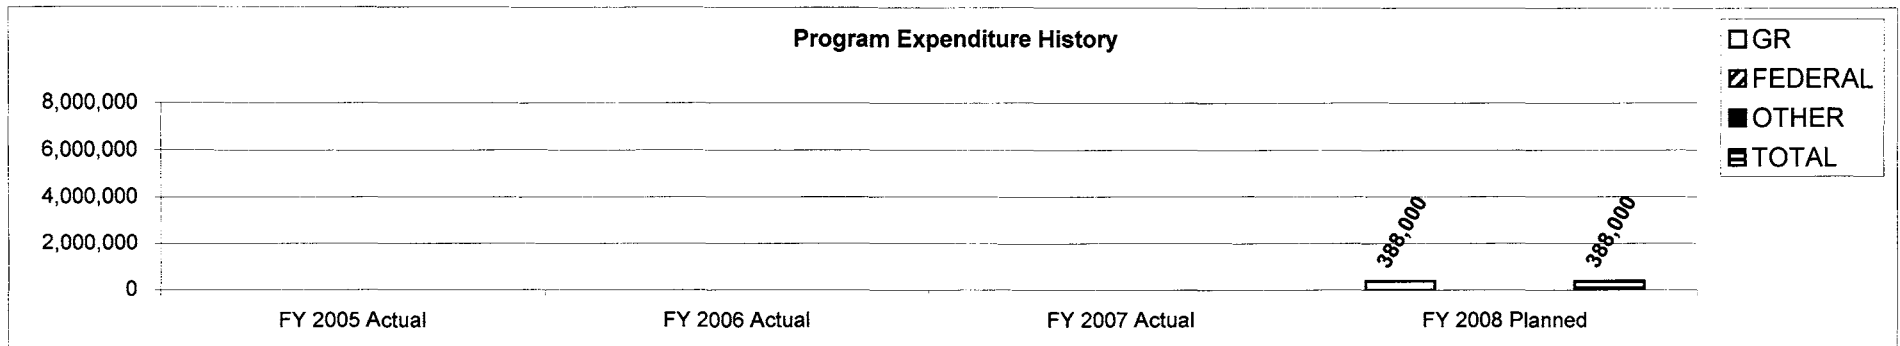 Program Expenditure History
GR
FEDERAL
OTHER
TOTAL
8,000,000
6,000,000
4,000,000
2,000,000
0
388,000
388,000
FY 2005 Actual
FY 2006 Actual
FY 2007 Actual
FY 2008 Planned